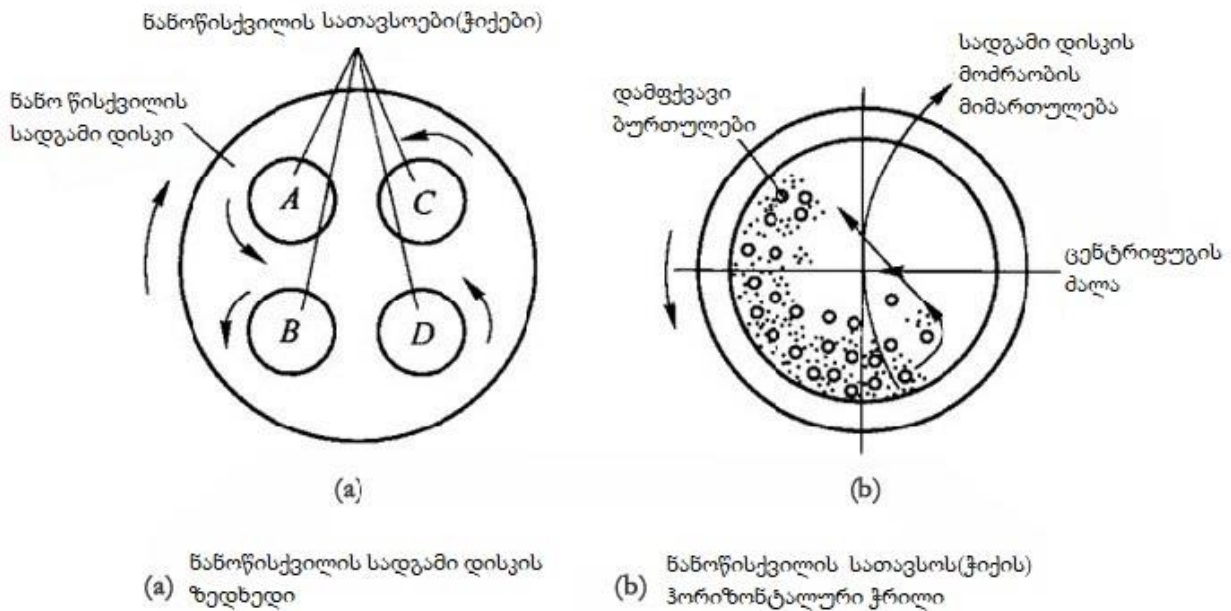 ნანოწისქვილის სათავსოები(ჭიქები)
ნანო წისქვილის
სადგამი დისკი
A
C
B
D
(a)
დამფქვავი
ბურთულები
სადგამი დისკის
მოძრაობის
მიმართულება
ცენტრიფუგის
ძალა
(b)
(a) ნანოწისქვილის სადგამი დისკის
ზედხედი
(b) ნანოწისქვილის სათავსოს(ჭიქის)
ჰორიზონტალური ჭრილი